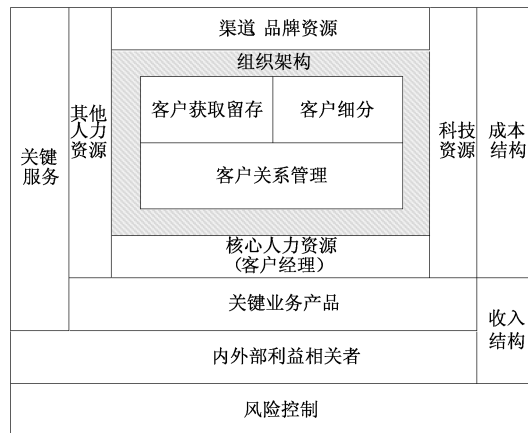 渠道 品牌资源
组织架构
其他
人力
资源
客户获取留存
客户细分
科技
资源
成本
结构
关键
服务
客户关系管理
核心人力资源
(客户经理)
关键业务产品
收入
结构
内外部利益相关者
风险控制